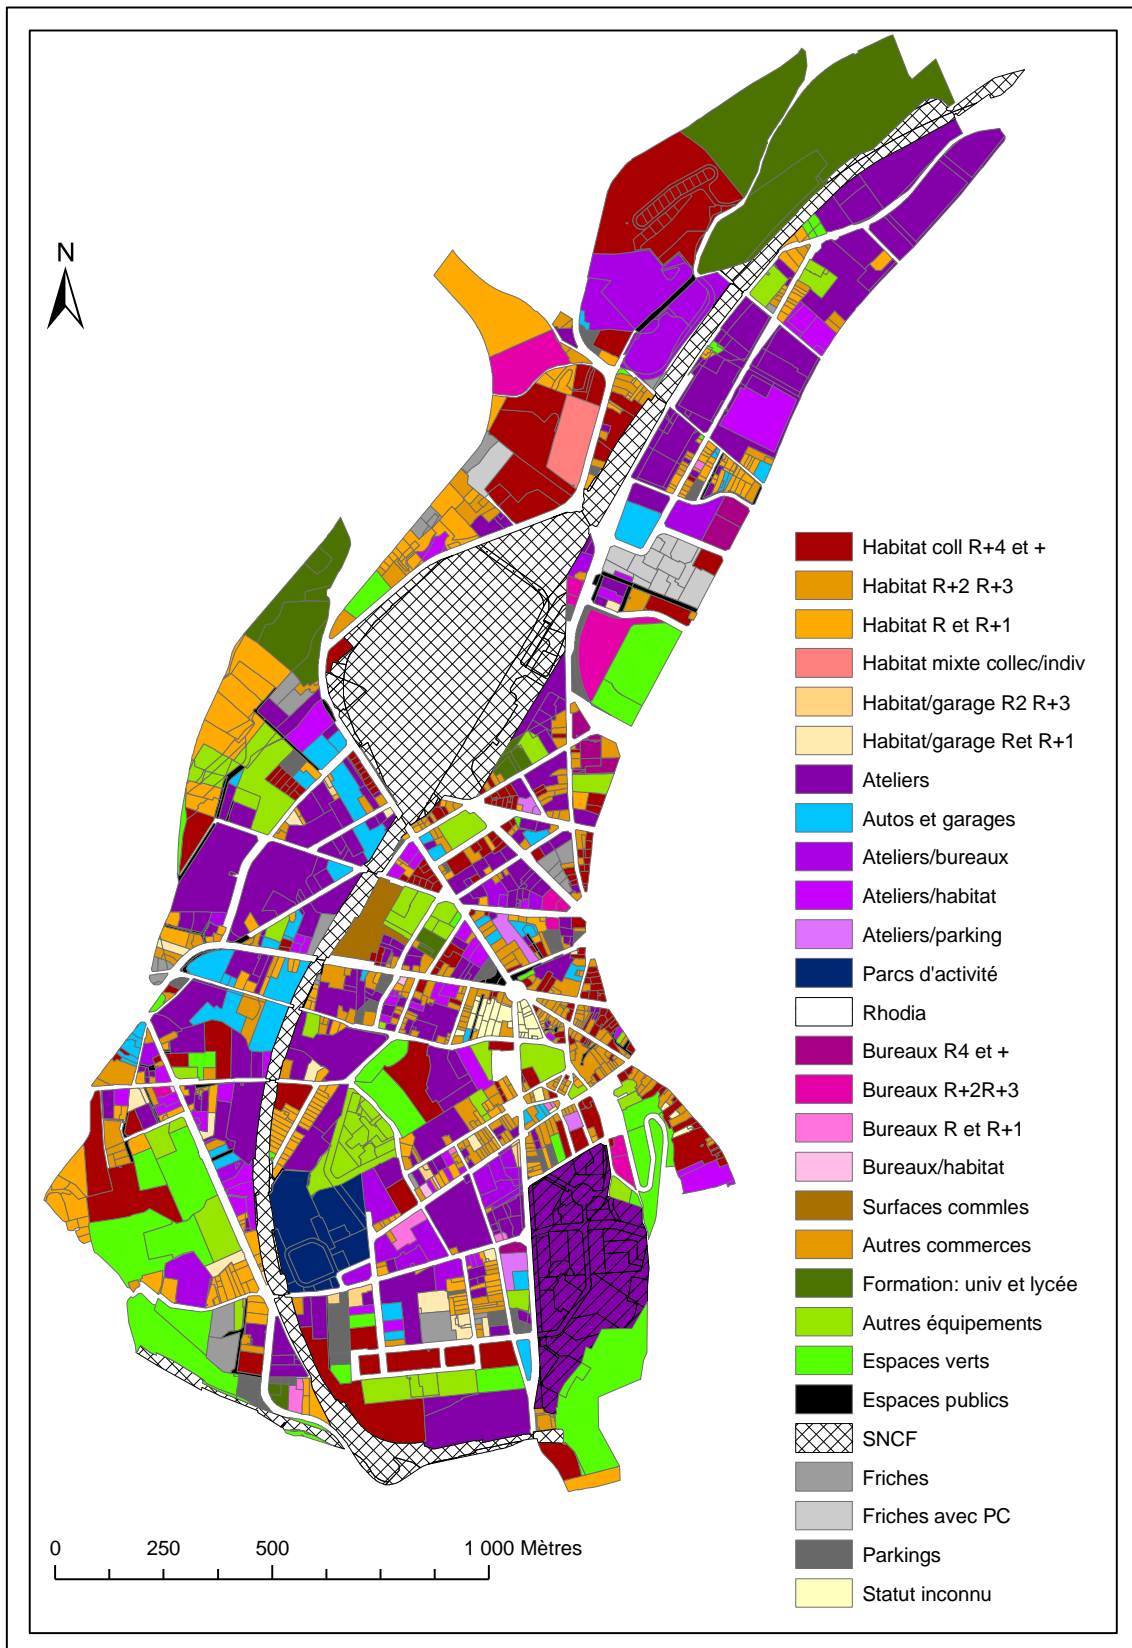 N
Habitat coll R+4 et +
Habitat R+2 R+3
Habitat R et R+1
Habitat mixte collec/indiv
Habitat/garage R2 R+3
Habitat/garage Ret R+1
Ateliers
Autos et garages
Ateliers/bureaux
Ateliers/habitat
Ateliers/parking
Parcs d'activité
Rhodia
Bureaux R4 et +
Bureaux R+2R+3
Bureaux R et R+1
Bureaux/habitat
Surfaces commles
Autres commerces
Formation: univ et lycée
Autres équipements
Espaces verts
Espaces publics
SNCF
Friches
Friches avec PC
Parkings
Statut inconnu
0 250 500 1 000 Mètres